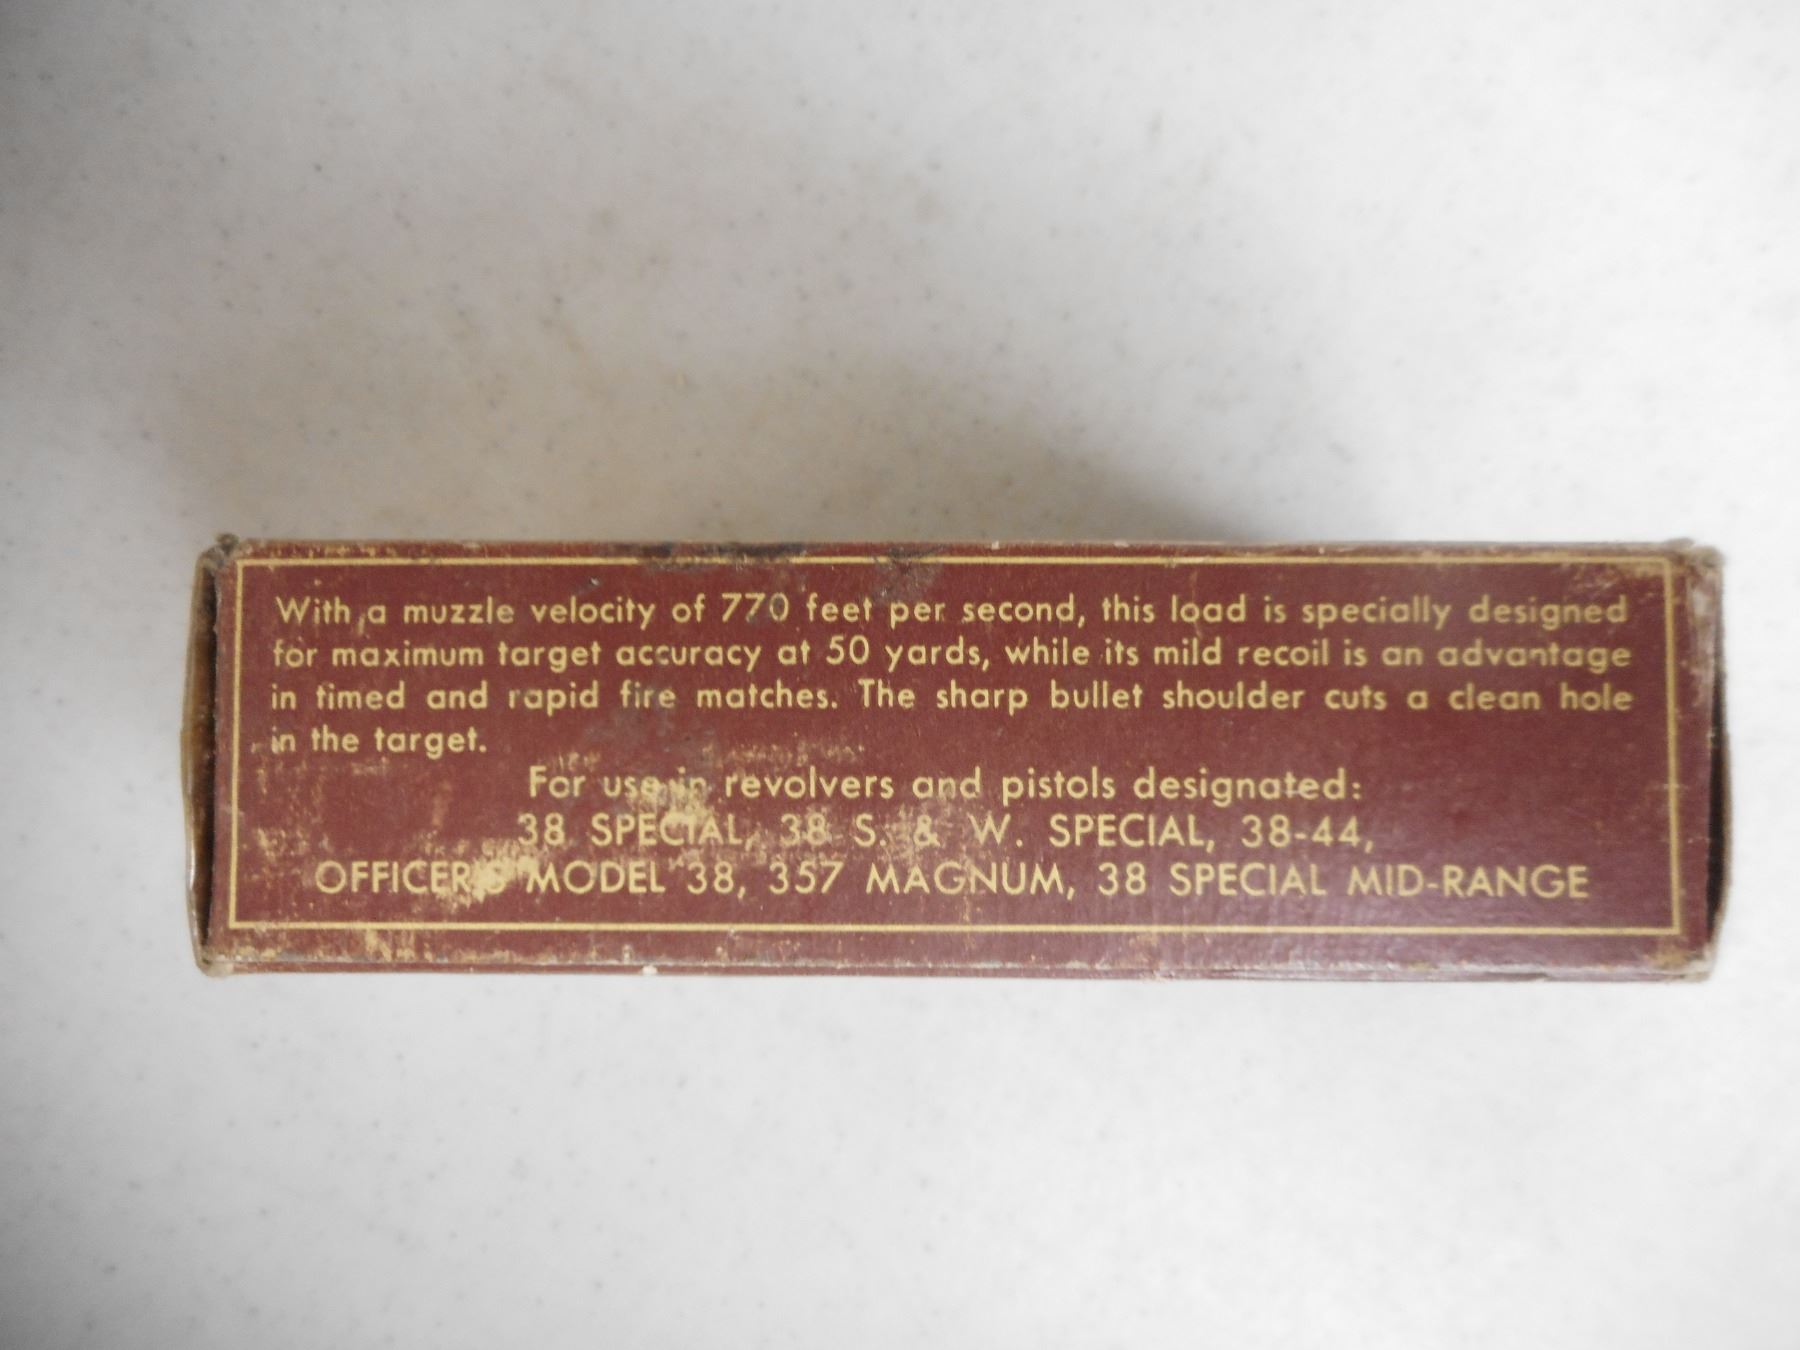 With a muzzle velocity of 770 feet per second, this load is specially designed
for maximum target accuracy at 50 yards, while its mild recoil is an advantage
in timed and rapid fire matches. The sharp bullet shoulder cuts a clean hole
in the target.
For use in revolvers and pistols designated:
38 SPECIAL, 38 S. & W. SPECIAL, 38-44,
OFFICER'S MODEL 38, 357 MAGNUM, 38 SPECIAL MID-RANGE